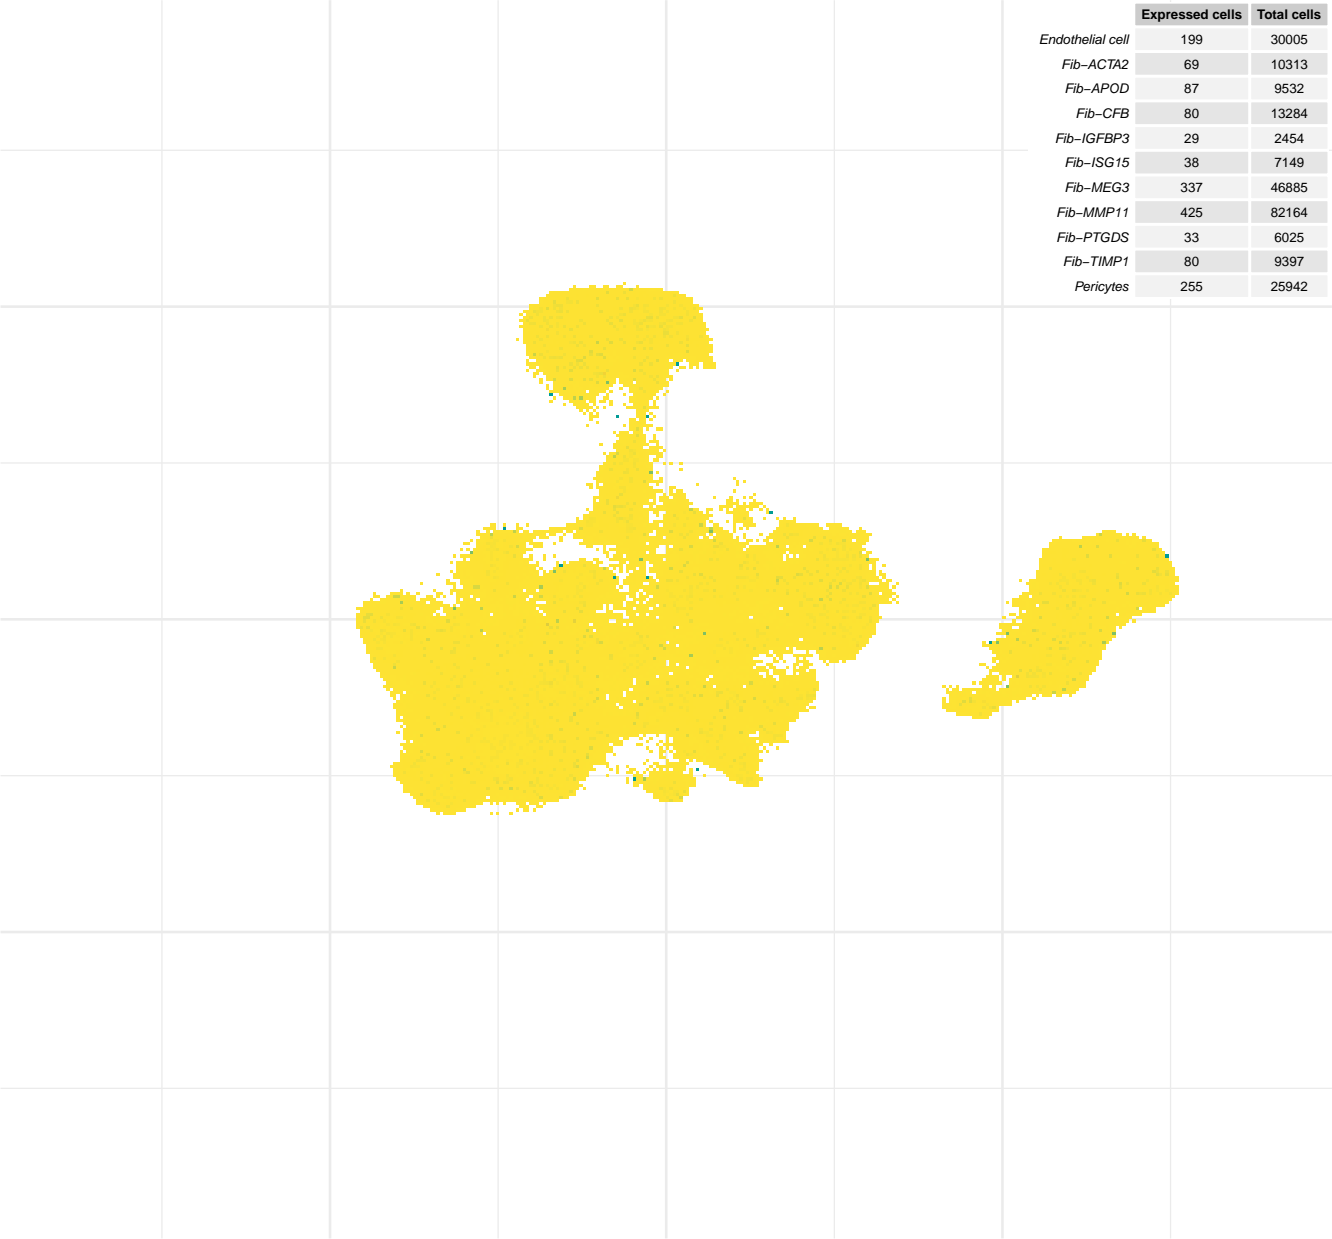 Expressed cells Total cells
Endothelial cell 199 30005
Fib−ACTA2 69 10313
Fib−APOD 87 9532
Fib−CFB 80 13284
Fib−IGFBP3 29 2454
Fib−ISG15 38 7149
Fib−MEG3 337 46885
Fib−MMP11 425 82164
Fib−PTGDS 33 6025
Fib−TIMP1 80 9397
Pericytes 255 25942